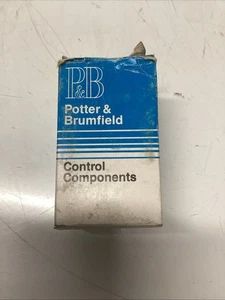 P&B
Potter &
Brumfield
Control
Components